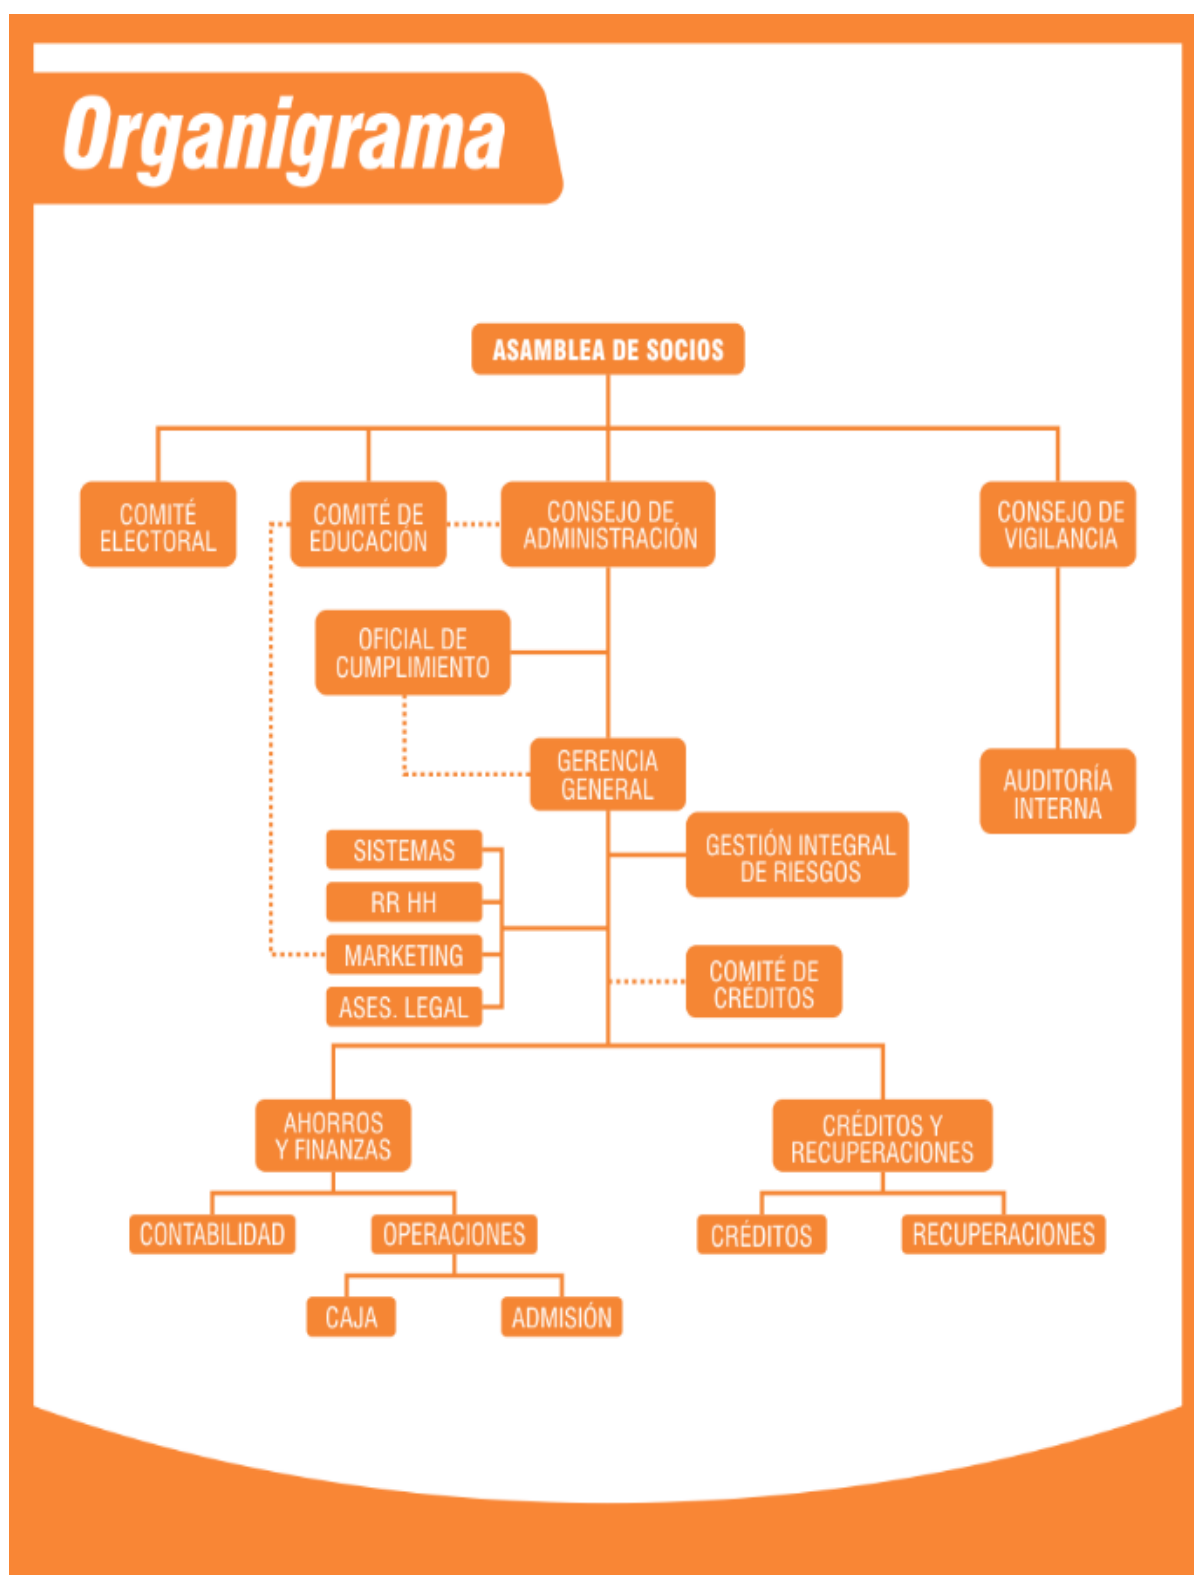 Organigrama
ASAMBLEA DE SOCIOS
COMITÉ
ELECTORAL
COMITÉ DE
EDUCACIÓN
CONSEJO DE
ADMINISTRACIÓN
CONSEJO DE
VIGILANCIA
OFICIAL DE
CUMPLIMIENTO
GERENCIA
GENERAL
AUDITORÍA
INTERNA
SISTEMAS
RR HH
MARKETING
ASES. LEGAL
GESTIÓN INTEGRAL
DE RIESGOS
COMITÉ DE
CRÉDITOS
AHORROS
Y FINANZAS
CRÉDITOS Y
RECUPERACIONES
CONTABILIDAD
OPERACIONES
CRÉDITOS
RECUPERACIONES
CAJA
ADMISIÓN